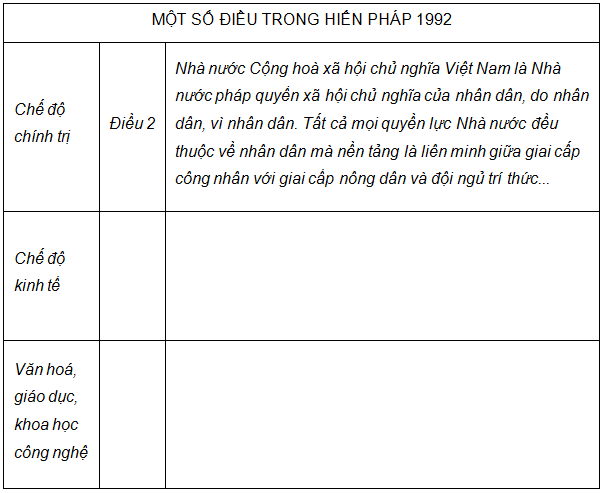 MỘT SỐ ĐIỀU TRONG HIẾN PHÁP 1992
Chế độ
chính trị
Điều 2
Nhà nước Cộng hoà xã hội chủ nghĩa Việt Nam là Nhà
nước pháp quyền xã hội chủ nghĩa của nhân dân, do nhân
dân, vì nhân dân. Tất cả mọi quyền lực Nhà nước đều
thuộc về nhân dân mà nền tảng là liên minh giữa giai cấp
công nhân với giai cấp nông dân và đội ngũ trí thức...
Chế độ
kinh tế
Văn hoá,
giáo dục,
khoa học
công nghệ